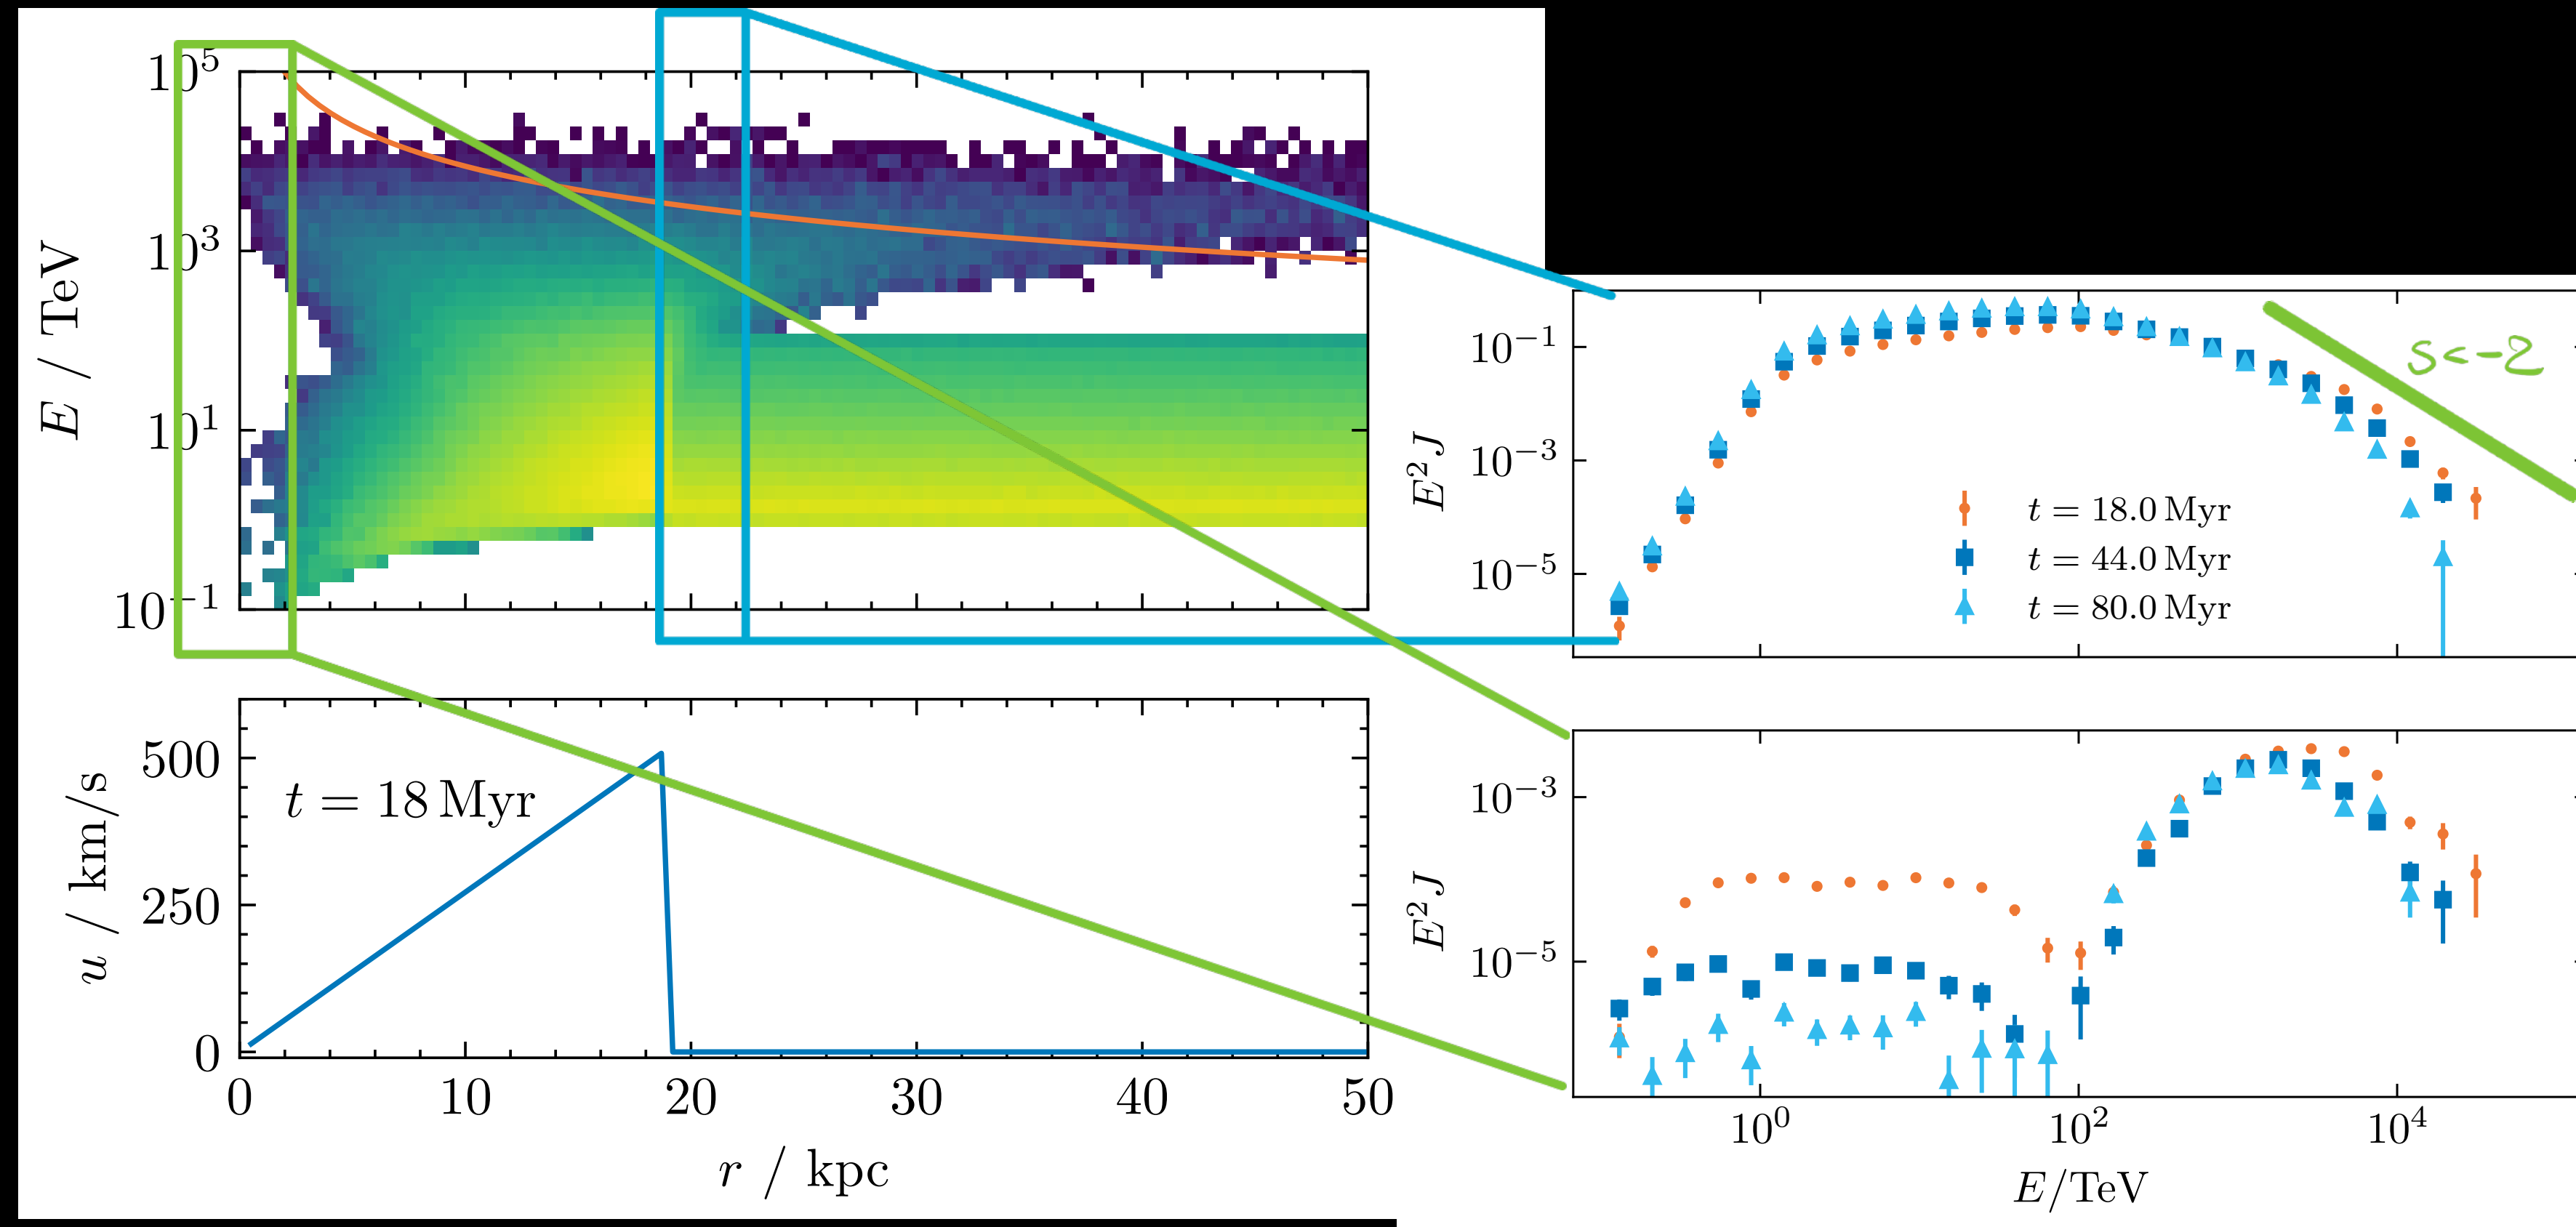 10^5
10^3
10^1
10^-1
E / TeV
500
250
0
u / km/s
t = 18 Myr
0 10 20 30 40 50
r / kpc
10^-1
10^-3
10^-5
E^2 J
s<-2
t = 18.0 Myr
t = 44.0 Myr
t = 80.0 Myr
10^-3
10^-5
E^2 J
10^0 10^2 10^4
E/TeV